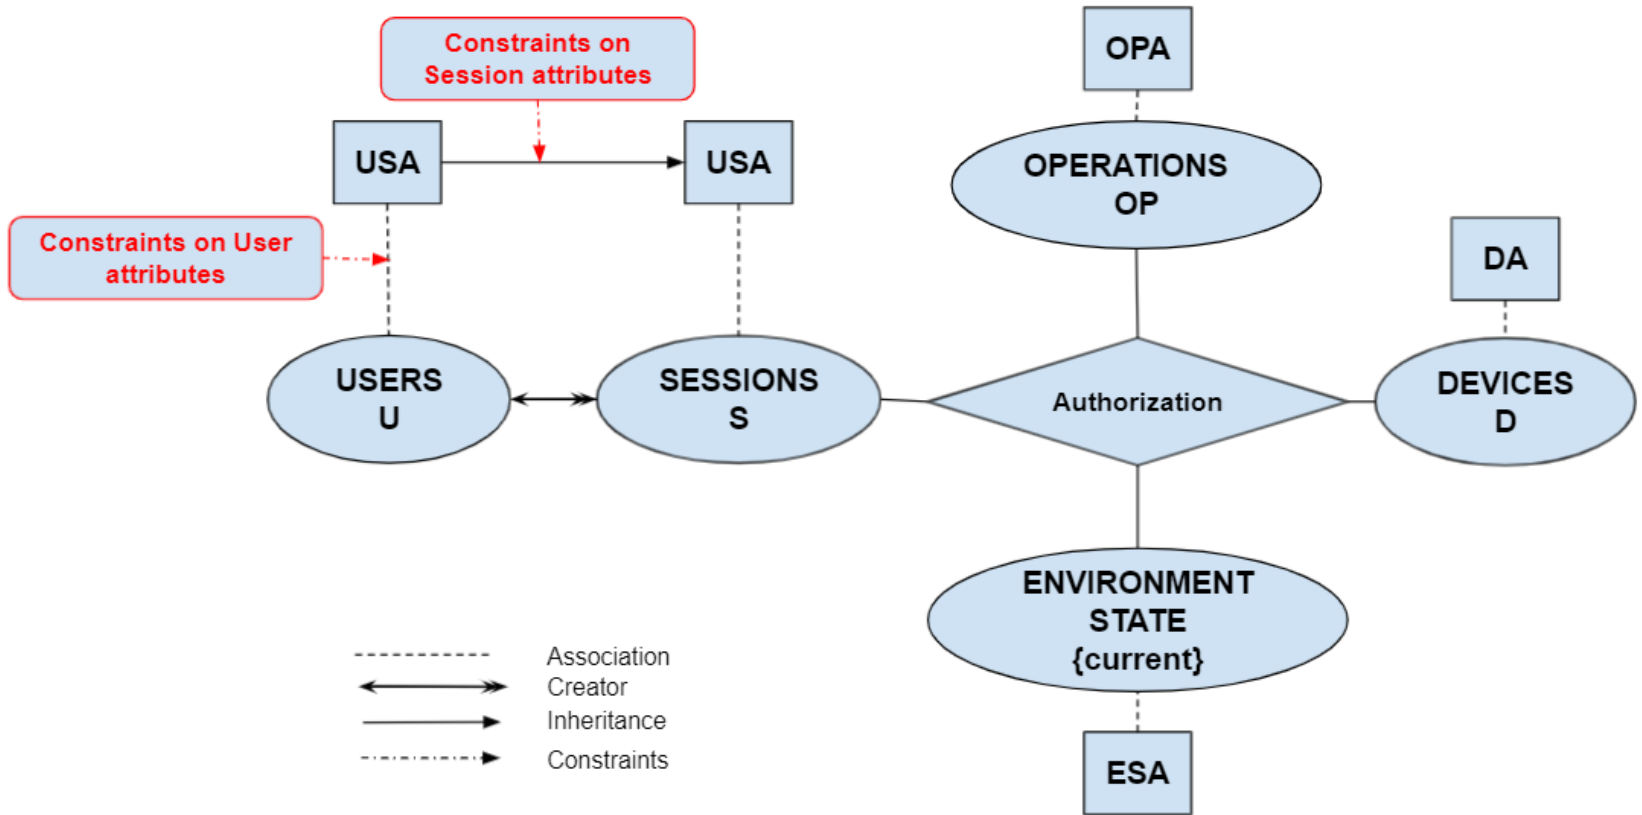 Constraints on
Session attributes
OPA
USA
USA
OPERATIONS
OP
Constraints on User
attributes
DA
USERS
U
SESSIONS
S
Authorization
DEVICES
D
ENVIRONMENT
STATE
{current}
Association
Creator
Inheritance
Constraints
ESA